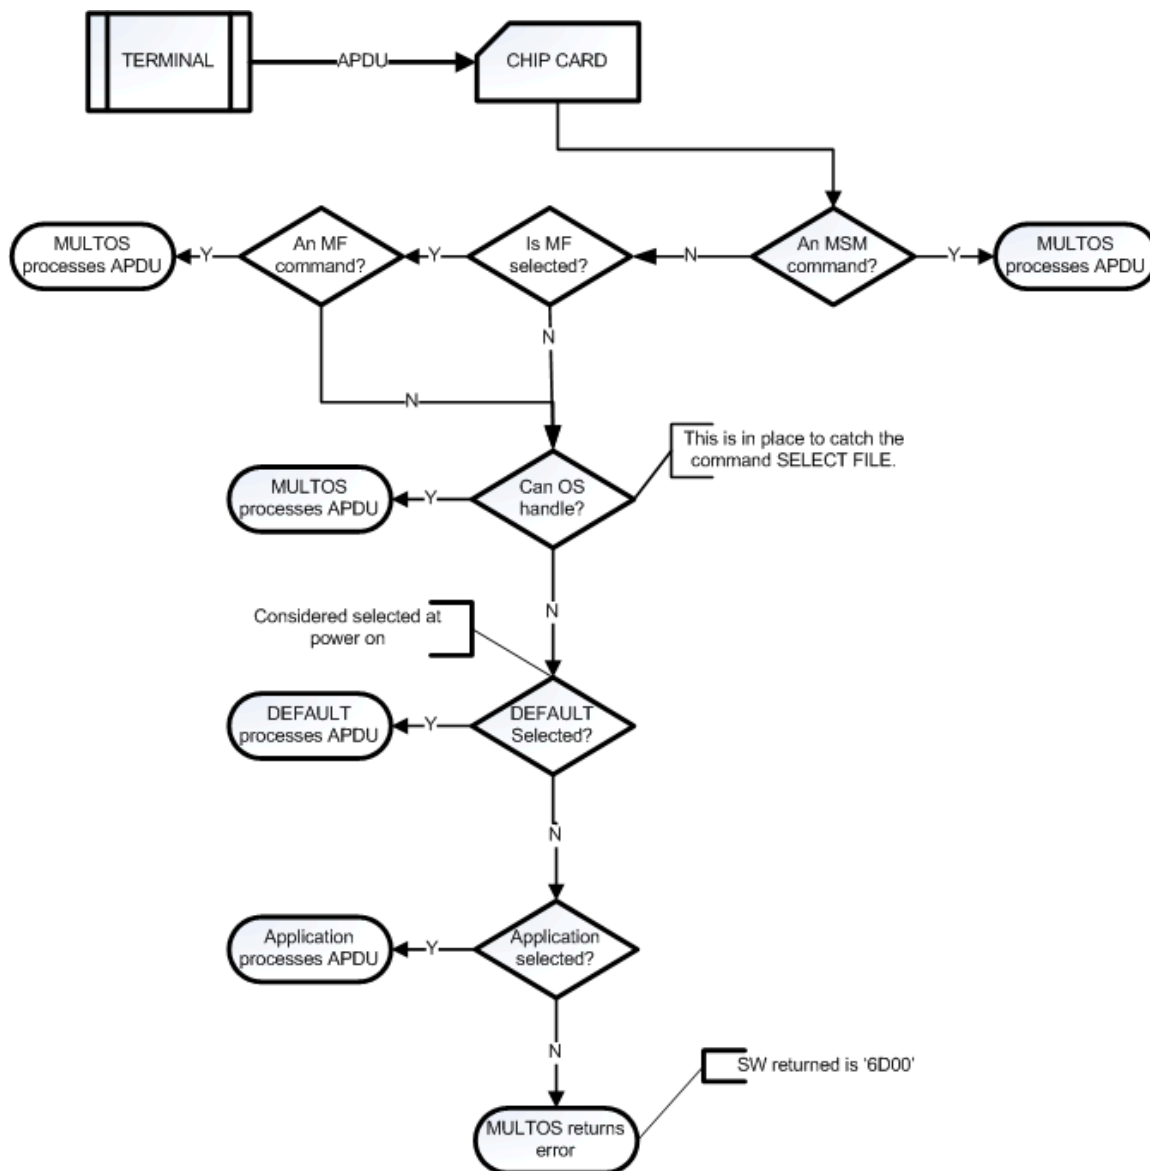 TERMINAL
APDU
CHIP CARD
MULTOS
processes APDU
Y
An MF
command?
Y
Is MF
selected?
N
An MSM
command?
Y
MULTOS
processes APDU
N
N
This is in place to catch the
command SELECT FILE.
MULTOS
processes APDU
Y
Can OS
handle?
N
Considered selected at
power on
DEFAULT
processes APDU
Y
DEFAULT
Selected?
N
Application
processes APDU
Y
Application
selected?
N
SW returned is '6D00'
MULTOS returns
error